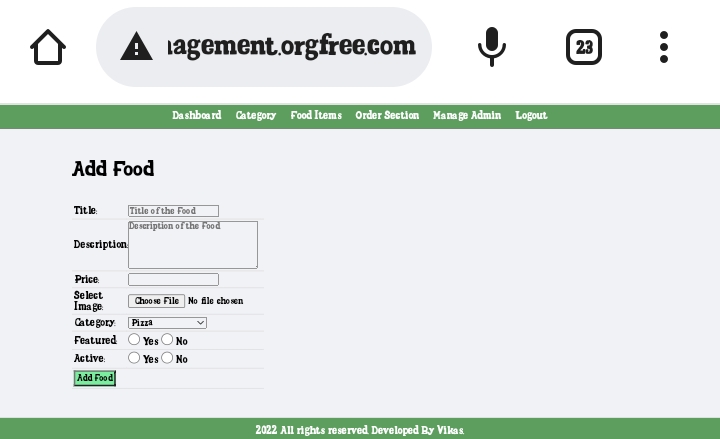 nagement.orgfree.com
23
Dashboard Category Food Items Order Section Manage Admin Logout
Add Food
Title: Title of the Food
Description: Description of the Food
Price:
Select
Image: Choose File No file chosen
Category: Pizza
Featured: Yes No
Active: Yes No
Add Food
2022 All rights reserved. Developed By Vikas.